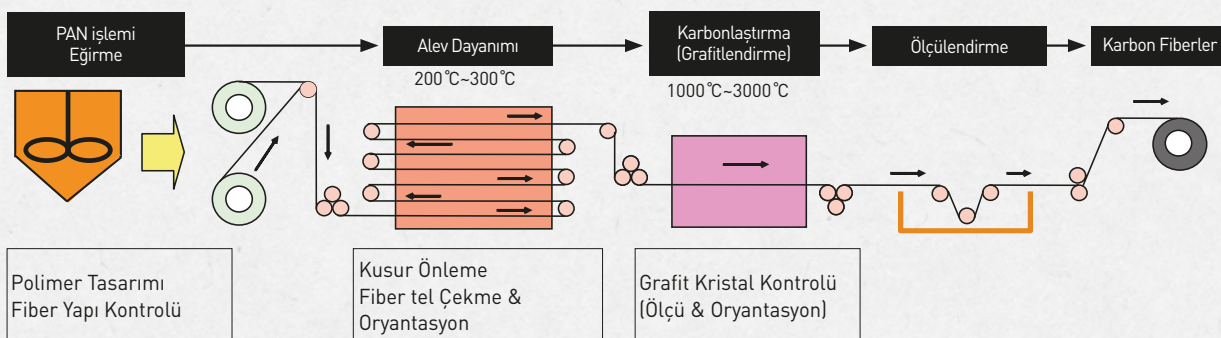 PAN işlemi
Eğirme
Alev Dayanımı
Karbonlaştırma
(Grafitlendirme)
Ölçülendirme
Karbon Fiberler
200°C~300°C
1000°C~3000°C
Polimer Tasarımı
Fiber Yapı Kontrolü
Kusur Önleme
Fiber tel Çekme &
Oryantasyon
Grafit Kristal Kontrolü
(Ölçü & Oryantasyon)